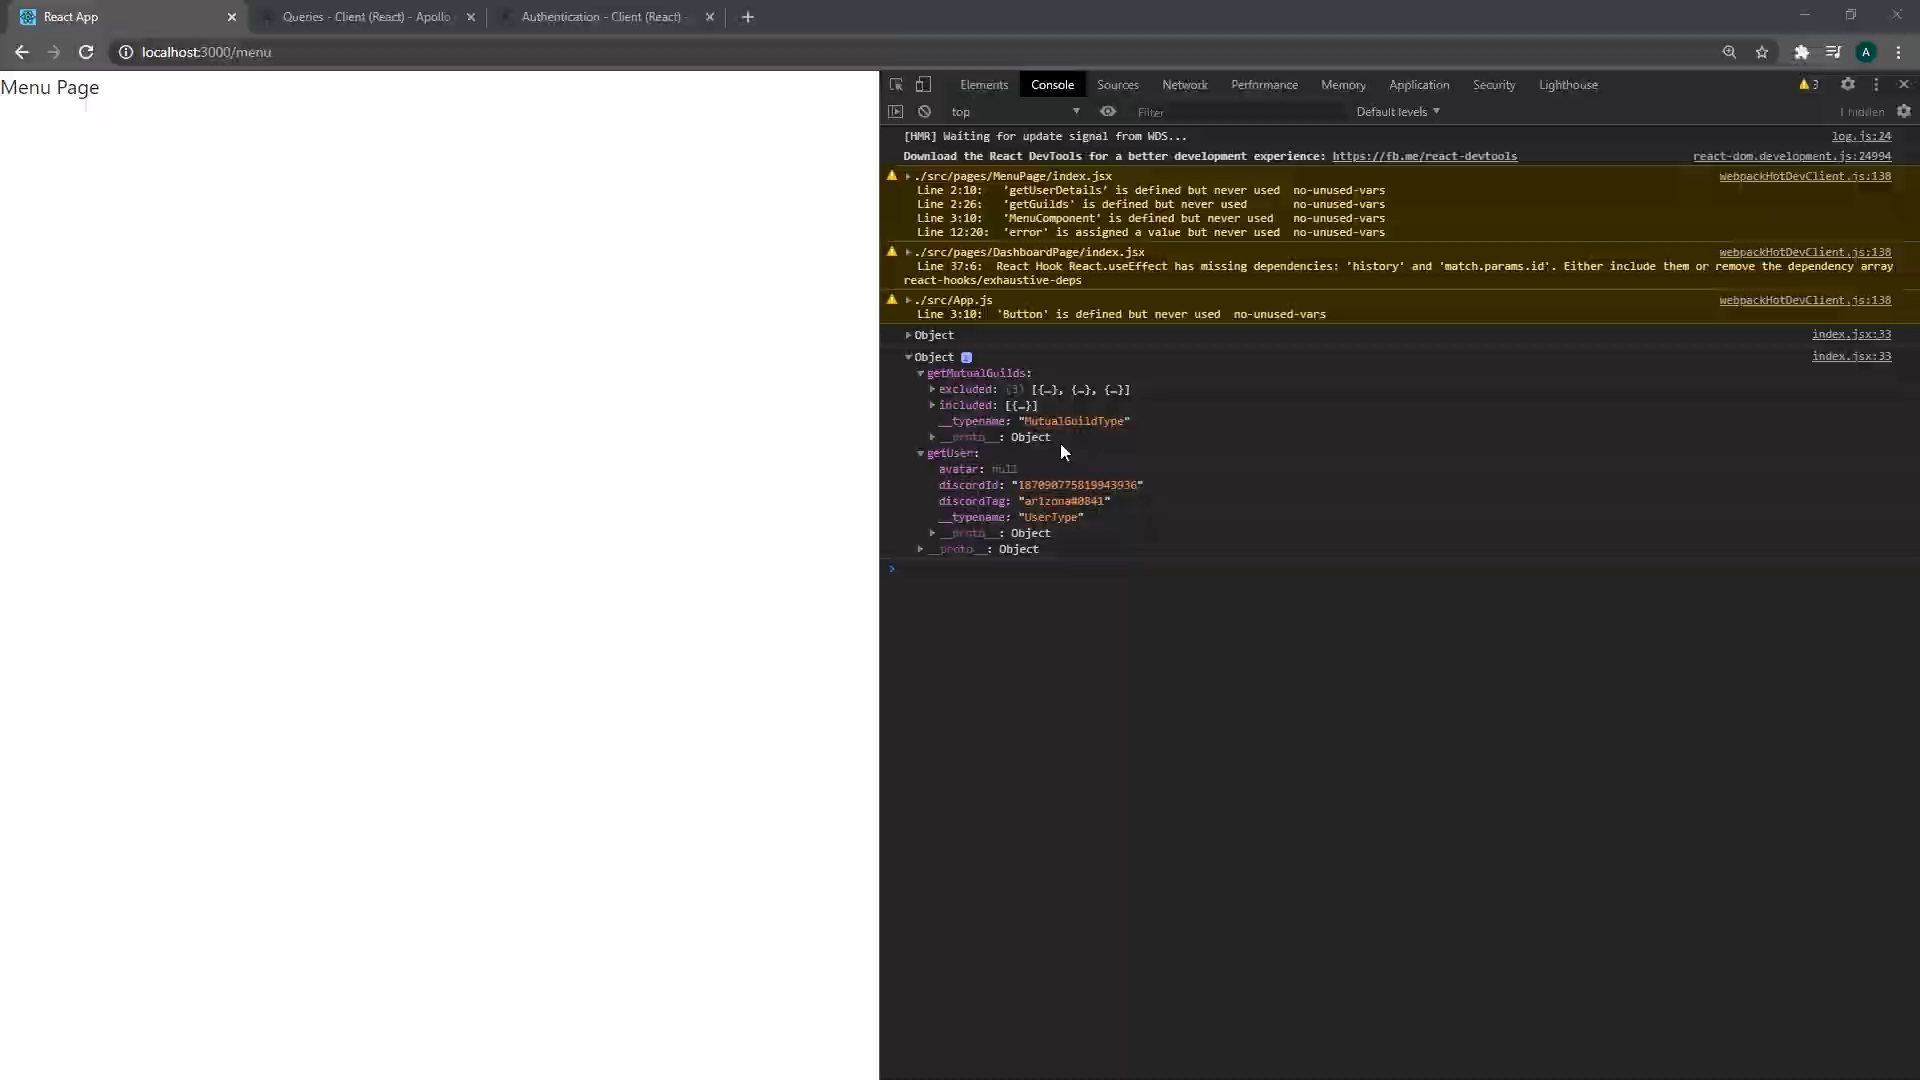 React App
Queries - Client (React) - Apollo
Authentication - Client (React) -
localhost:3000/menu
A
Menu Page
Elements Console Sources Network Performance Memory Application Security Lighthouse 3
top Filter Default levels 1 hidden
[HMR] Waiting for update signal from WDS... log.js:24
Download the React DevTools for a better development experience: https://fb.me/react-devtools react-dom.development.js:24994
./src/pages/MenuPage/index.jsx webpackHotDevClient.js:138
Line 2:10: 'getUserDetails' is defined but never used no-unused-vars
Line 2:26: 'getGuilds' is defined but never used no-unused-vars
Line 3:10: 'MenuComponent' is defined but never used no-unused-vars
Line 12:20: 'error' is assigned a value but never used no-unused-vars
./src/pages/DashboardPage/index.jsx webpackHotDevClient.js:138
Line 37:6: React Hook React.useEffect has missing dependencies: 'history' and 'match.params.id'. Either include them or remove the dependency array
react-hooks/exhaustive-deps
./src/App.js webpackHotDevClient.js:138
Line 3:10: 'Button' is defined but never used no-unused-vars
Object index.jsx:33
Object i index.jsx:33
getMutualGuilds:
excluded: (3) [{…}, {…}, {…}]
included: [{…}]
__typename: "MutualGuildType"
__proto__: Object
getUser:
avatar: null
discordId: "187090775819943936"
discordTag: "ar1zona#0841"
__typename: "UserType"
__proto__: Object
__proto__: Object
>